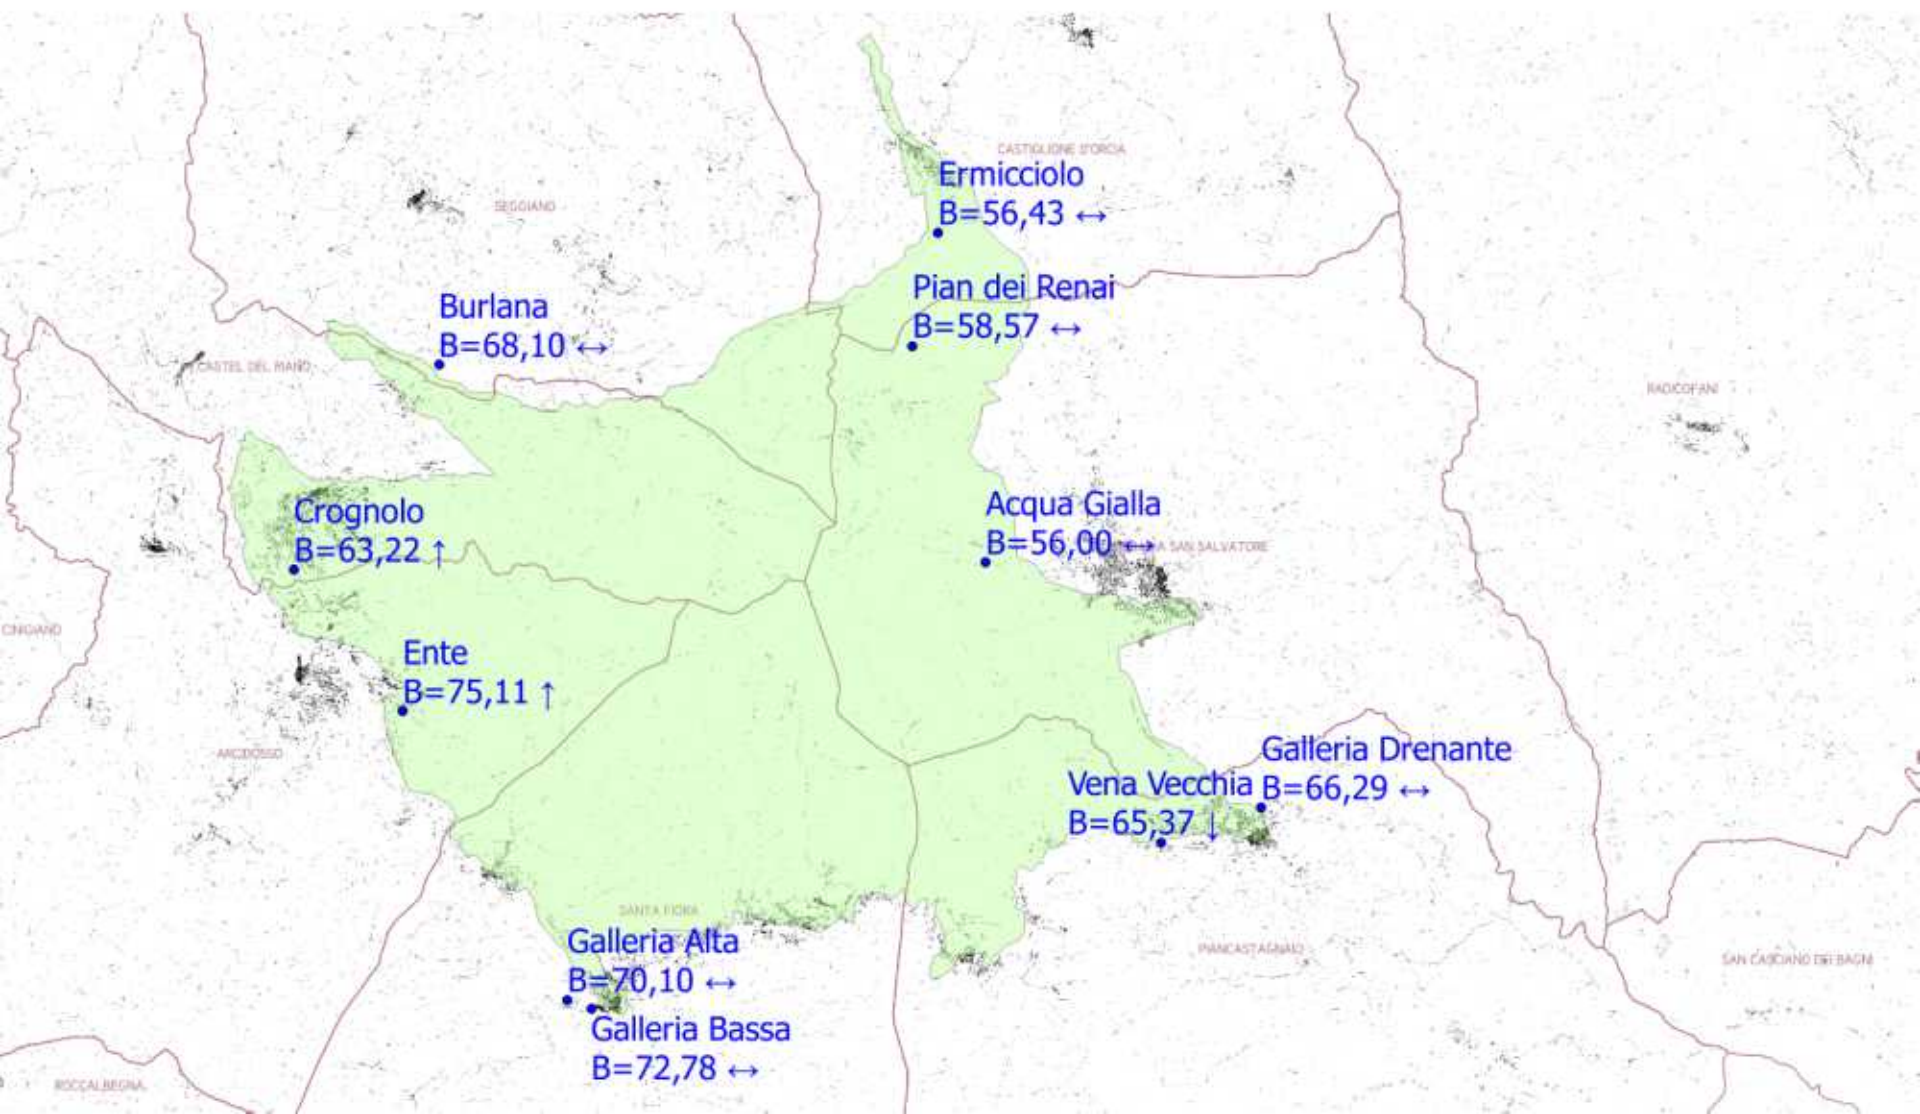 CASTIGLIONE D'ORCIA
Ermicciolo
B=56,43 ↔
SEGGIANO
Pian dei Renai
B=58,57 ↔
Burlana
B=68,10 ↔
CASTEL DEL PIANO
RADICOFANI
Crognolo
B=63,22 ↑
Acqua Gialla
B=56,00 ↔
SAN SALVATORE
CINIGIANO
Ente
B=75,11 ↑
ARCIDOSSO
Galleria Drenante
B=66,29 ↔
Vena Vecchia
B=65,37 ↓
SANTA FIORA
Galleria Alta
B=70,10 ↔
PIANCASTAGNAIO
SAN CASCIANO DEI BAGNI
Galleria Bassa
B=72,78 ↔
ROCCALBEGNA